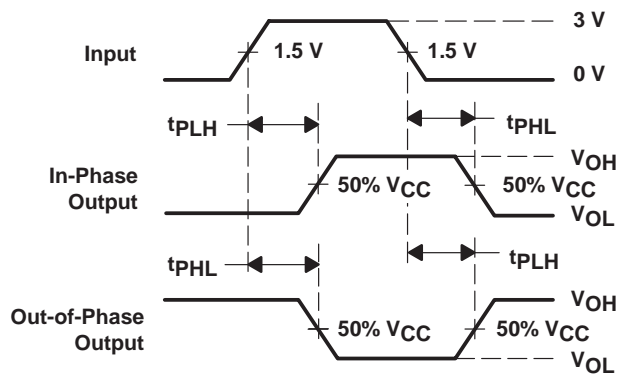 3 V
Input
1.5 V
1.5 V
0 V
tPLH
tPHL
In-Phase
Output
VOH
50% VCC
50% VCC
VOL
tPHL
tPLH
Out-of-Phase
Output
VOH
50% VCC
50% VCC
VOL